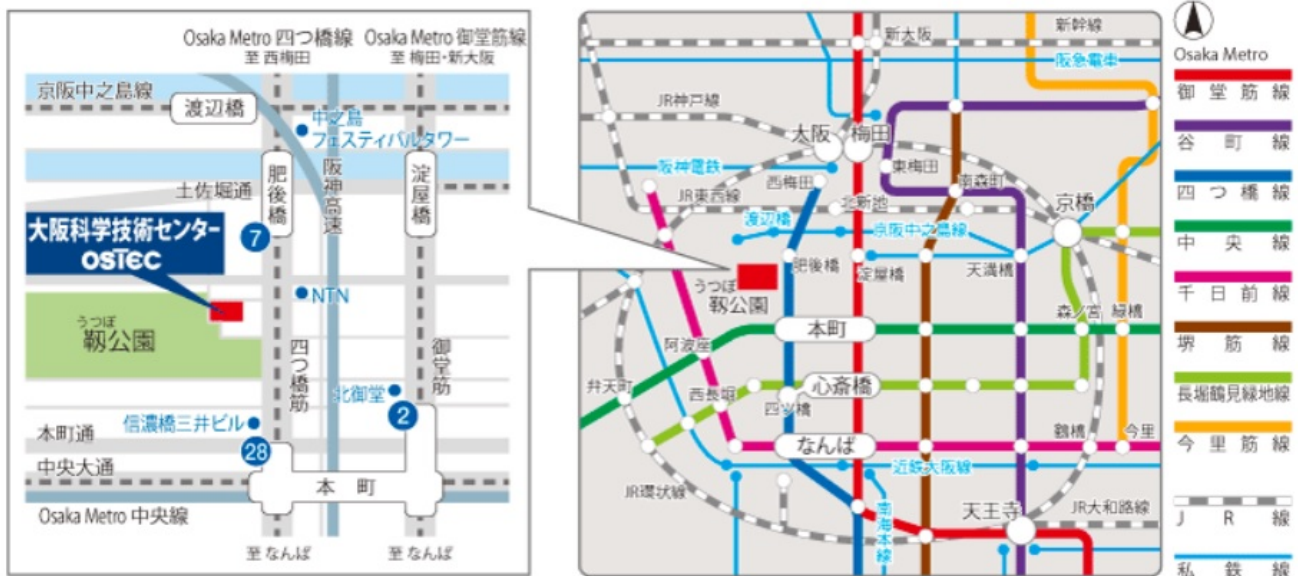 Osaka Metro 四つ橋線
至 西梅田
Osaka Metro 御堂筋線
至 梅田・新大阪
京阪中之島線
渡辺橋
中之島
フェスティバルタワー
肥後橋
阪神高速
淀屋橋
土佐堀通
大阪科学技術センター
OSTEC
7
NTN
うつぼ
靱公園
四つ橋筋
御堂筋
北御堂
2
信濃橋三井ビル
本町通
28
中央大通
本町
Osaka Metro 中央線
至 なんば
至 なんば
新大阪
新幹線
阪急電車
JR神戸線
大阪
梅田
阪神電鉄
東梅田
西梅田
南森町
JR東西線
北新地
京橋
渡辺橋
京阪中之島線
肥後橋
淀屋橋
天満橋
うつぼ
靱公園
森ノ宮
緑橋
本町
阿波座
弁天町
西長堀
心斎橋
四ツ橋
なんば
鶴橋
今里
近鉄大阪線
JR環状線
南海本線
天王寺
JR大和路線
Osaka Metro
御堂筋線
谷町線
四つ橋線
中央線
千日前線
堺筋線
長堀鶴見緑地線
今里筋線
JR線
私鉄線